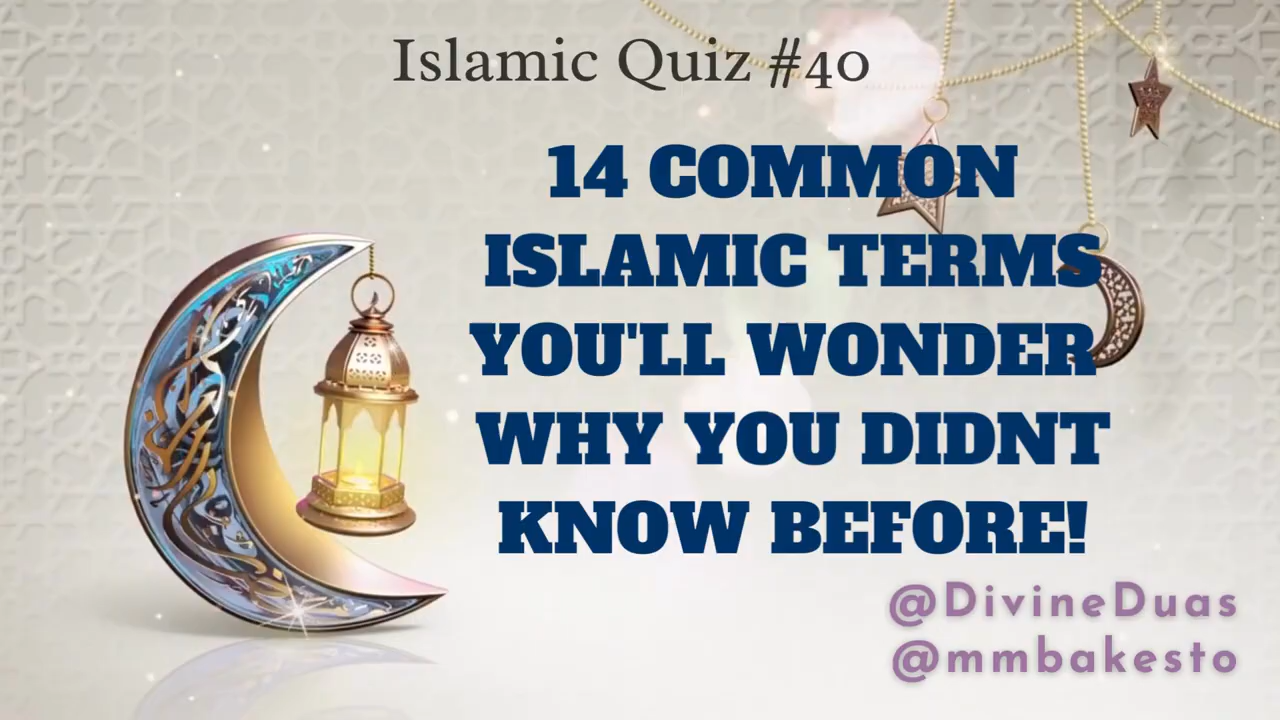 Islamic Quiz #40
14 COMMON
ISLAMIC TERMS
YOU'LL WONDER
WHY YOU DIDNT
KNOW BEFORE!
@DivineDuas
@mmbakesto